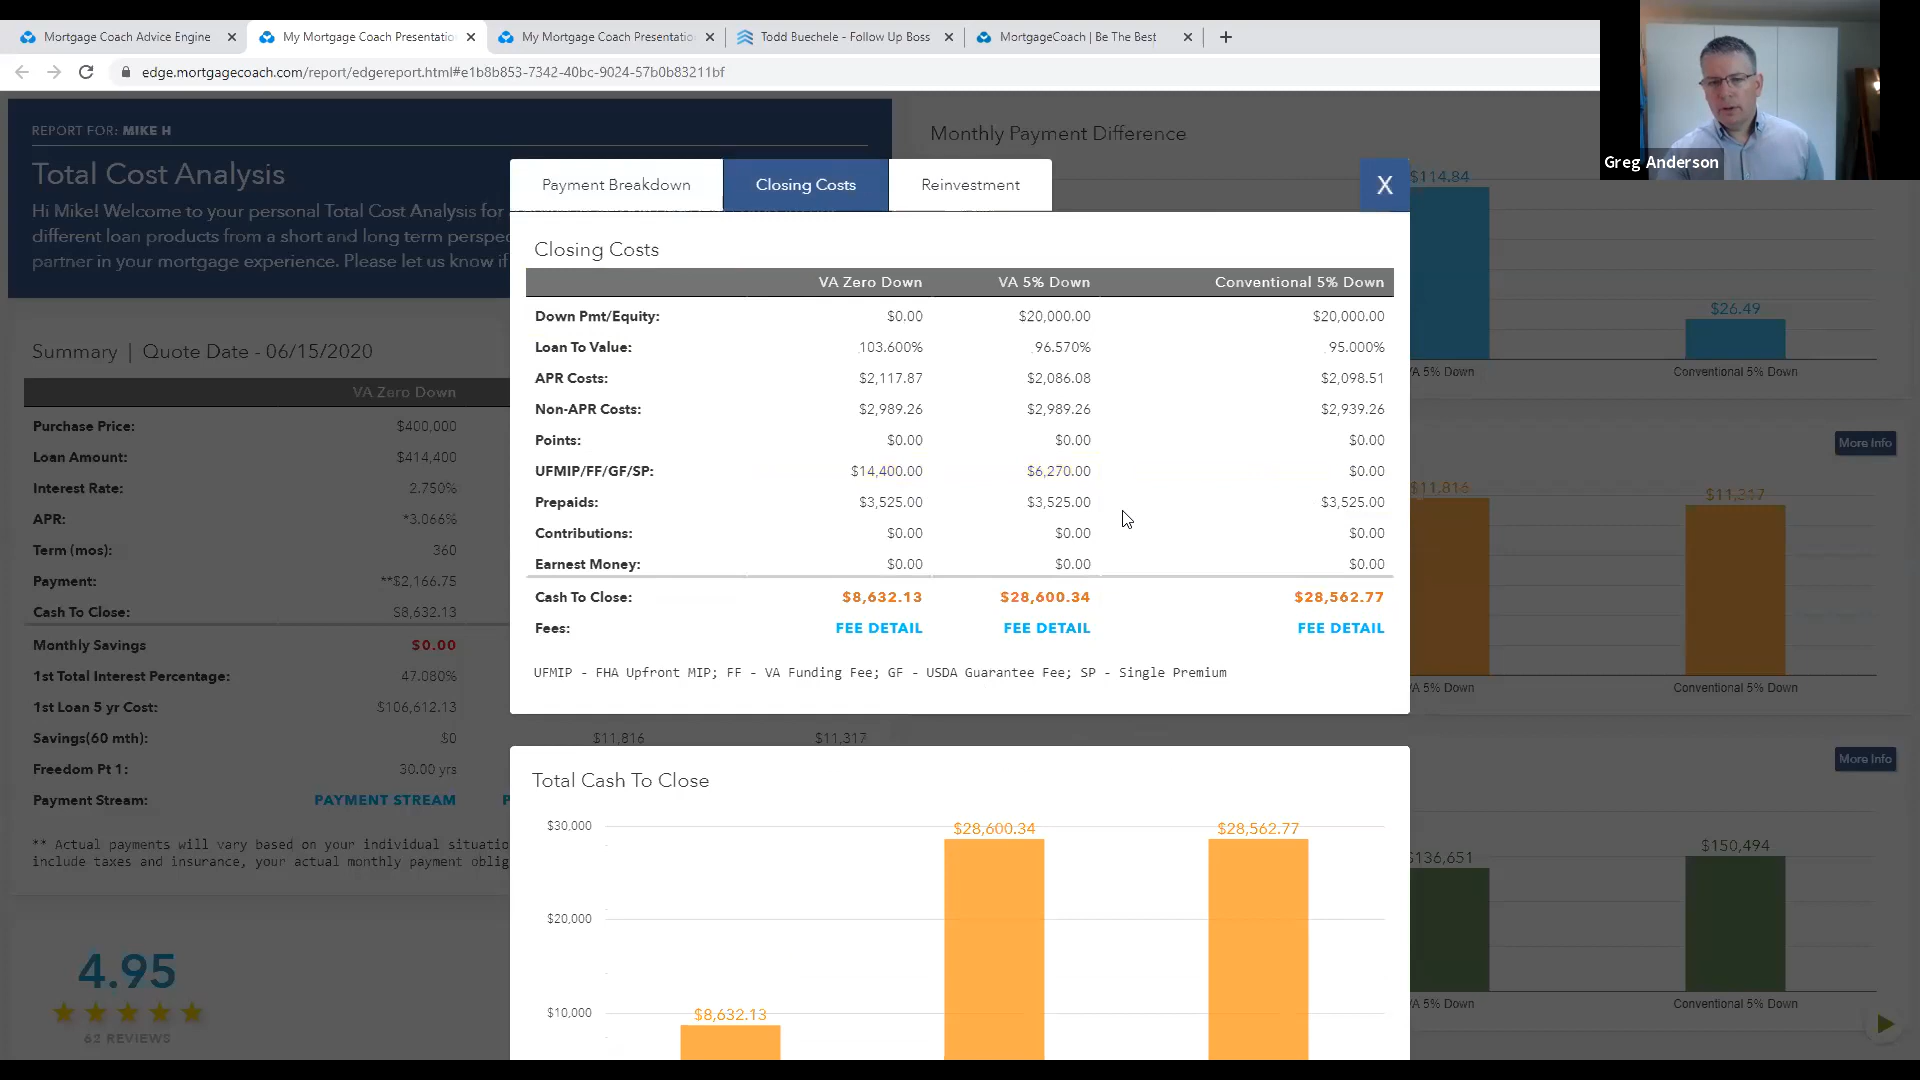 Mortgage Coach Advice Engine
My Mortgage Coach Presentatio
My Mortgage Coach Presentatio
Todd Buechele - Follow Up Boss
MortgageCoach | Be The Best
edge.mortgagecoach.com/report/edgereport.html#e1b8b853-7342-40bc-9024-57b0b83211bf
Greg Anderson
REPORT FOR: MIKE H
Total Cost Analysis
Hi Mike! Welcome to your personal Total Cost Analysis for
different loan products from a short and long term perspec
partner in your mortgage experience. Please let us know if
Summary | Quote Date - 06/15/2020
VA Zero Down
Purchase Price: $400,000
Loan Amount: $414,400
Interest Rate: 2.750%
APR: *3.066%
Term (mos): 360
Payment: **$2,166.75
Cash To Close: $8,632.13
Monthly Savings $0.00
1st Total Interest Percentage: 47.080%
1st Loan 5 yr Cost: $106,612.13
Savings(60 mth): $0 $11,816 $11,317
Freedom Pt 1: 30.00 yrs
Payment Stream: PAYMENT STREAM P
** Actual payments will vary based on your individual situatio
include taxes and insurance, your actual monthly payment oblig
4.95
62 REVIEWS
Payment Breakdown
Closing Costs
Reinvestment
X
Closing Costs
VA Zero Down VA 5% Down Conventional 5% Down
Down Pmt/Equity: $0.00 $20,000.00 $20,000.00
Loan To Value: 103.600% 96.570% 95.000%
APR Costs: $2,117.87 $2,086.08 $2,098.51
Non-APR Costs: $2,989.26 $2,989.26 $2,939.26
Points: $0.00 $0.00 $0.00
UFMIP/FF/GF/SP: $14,400.00 $6,270.00 $0.00
Prepaids: $3,525.00 $3,525.00 $3,525.00
Contributions: $0.00 $0.00 $0.00
Earnest Money: $0.00 $0.00 $0.00
Cash To Close: $8,632.13 $28,600.34 $28,562.77
Fees: FEE DETAIL FEE DETAIL FEE DETAIL
UFMIP - FHA Upfront MIP; FF - VA Funding Fee; GF - USDA Guarantee Fee; SP - Single Premium
Total Cash To Close
$30,000
$20,000
$10,000
$8,632.13
$28,600.34
$28,562.77
Monthly Payment Difference
$114.84
$26.49
A 5% Down
Conventional 5% Down
More Info
$11,816
$11,317
A 5% Down
Conventional 5% Down
More Info
$136,651
$150,494
A 5% Down
Conventional 5% Down